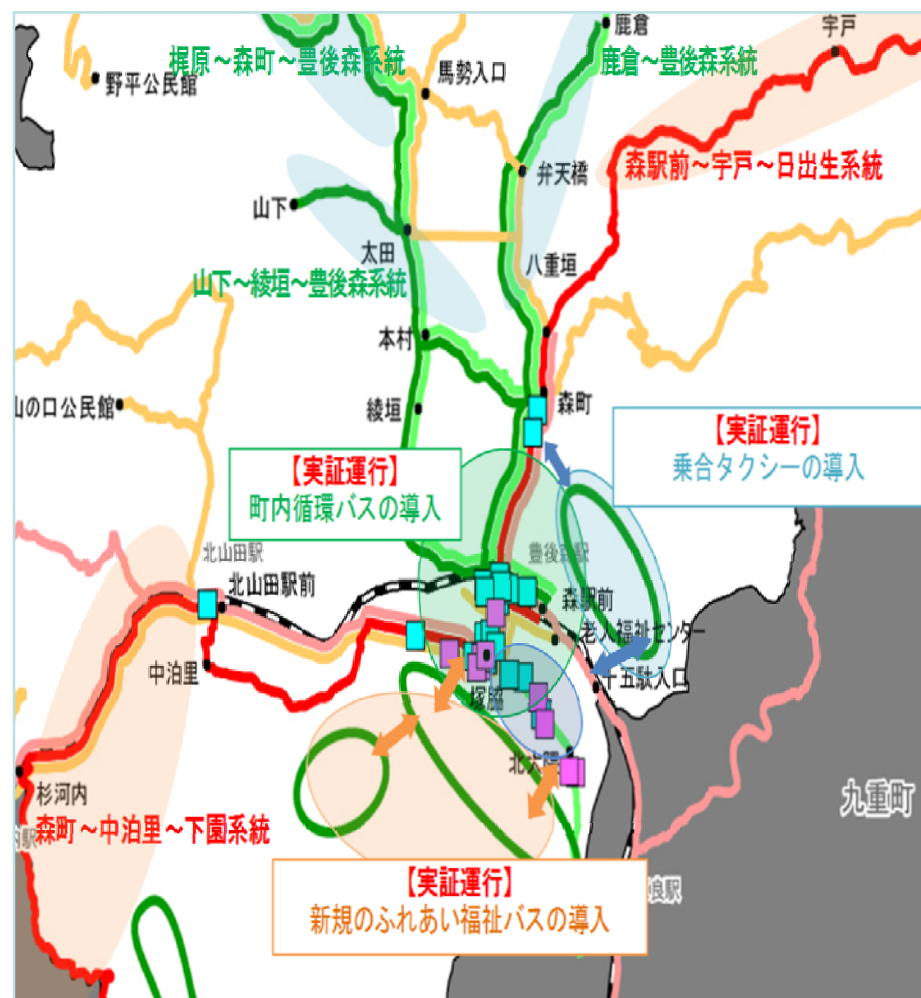 鹿倉
宇戸
梶原～森町～豊後森系統
鹿倉～豊後森系統
馬勢入口
野平公民館
弁天橋
森駅前～宇戸～日出生系統
山下
太田
八重垣
山下～綾垣～豊後森系統
本村
森町
山の口公民館
綾垣
【実証運行】
乗合タクシーの導入
【実証運行】
町内循環バスの導入
北山田駅
豊後森駅
北山田駅前
森駅前
老人福祉センター
中泊里
十五駄入口
塚脇
杉河内
九重町
森町～中泊里～下園系統
【実証運行】
新規のふれあい福祉バスの導入
良駅